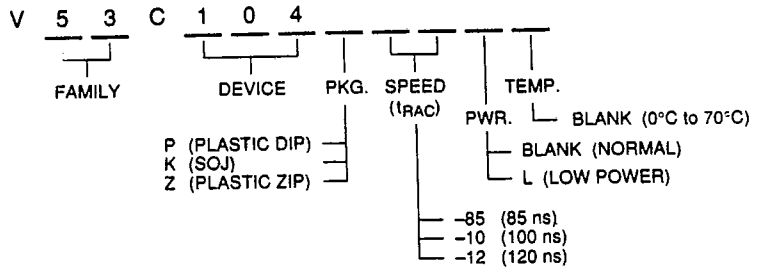 V 5 3 C 1 0 4
FAMILY DEVICE PKG. SPEED (tRAC) PWR. TEMP.
BLANK (0°C to 70°C)
P (PLASTIC DIP)
K (SOJ)
Z (PLASTIC ZIP)
BLANK (NORMAL)
L (LOW POWER)
–85 (85 ns)
–10 (100 ns)
–12 (120 ns)